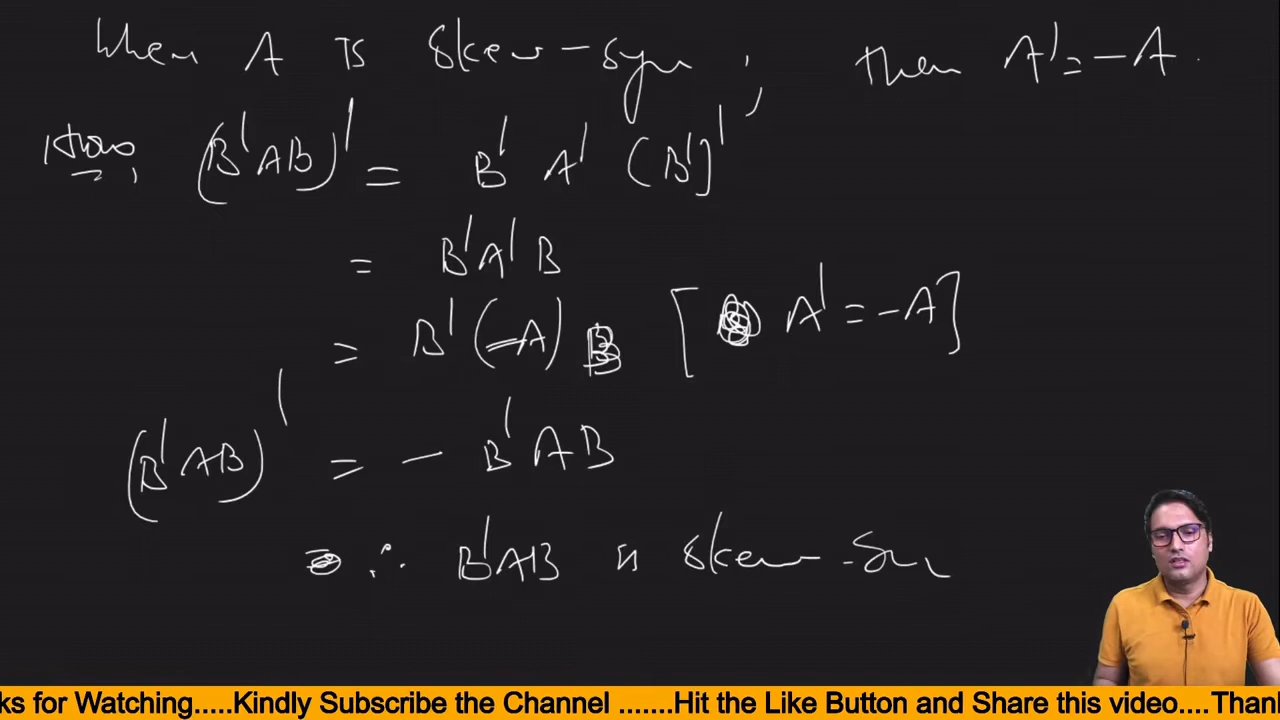 When A is Skew-Sym, then A' = -A.
Now, (B'AB)' = B' A' (B')'
= B'A' B
= B' (-A) B [ A' = -A]
(B'AB)' = - B'AB
∴ B'AB is Skew-Sym
ks for Watching.....Kindly Subscribe the Channel .......Hit the Like Button and Share this video....Than